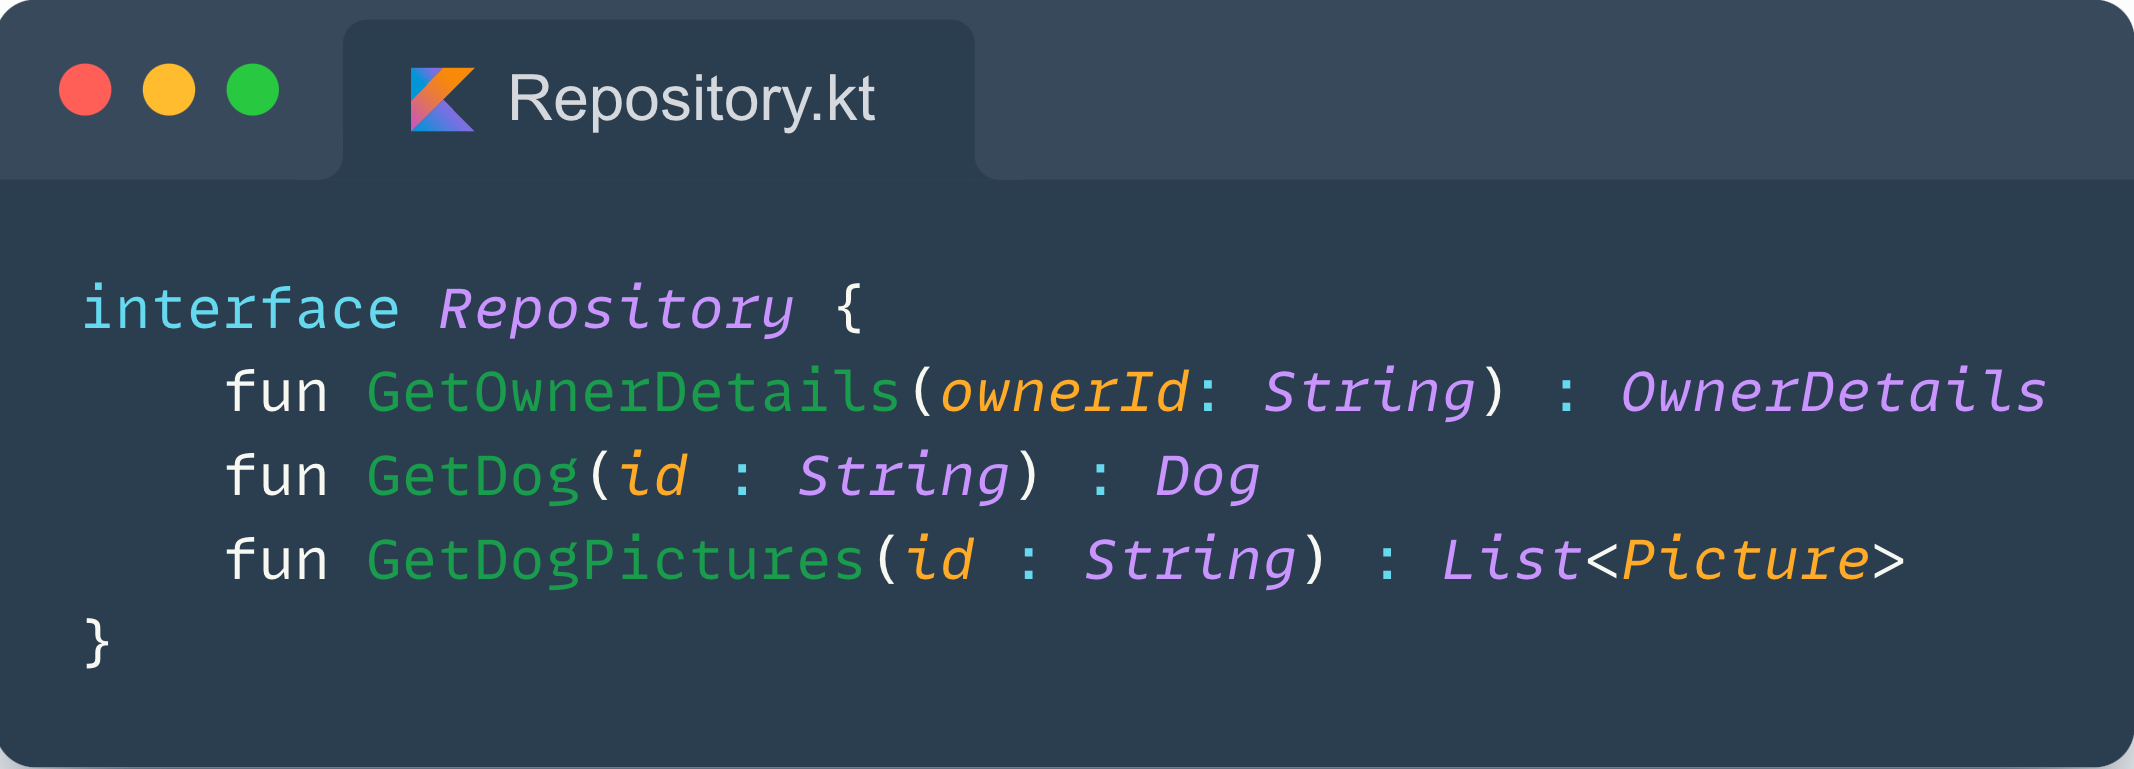 Repository.kt
interface Repository {
    fun GetOwnerDetails(ownerId: String) : OwnerDetails
    fun GetDog(id : String) : Dog
    fun GetDogPictures(id : String) : List<Picture>
}